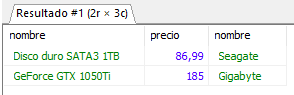 Resultado #1 (2r × 3c)
nombre precio nombre
Disco duro SATA3 1TB 86,99 Seagate
GeForce GTX 1050Ti 185 Gigabyte